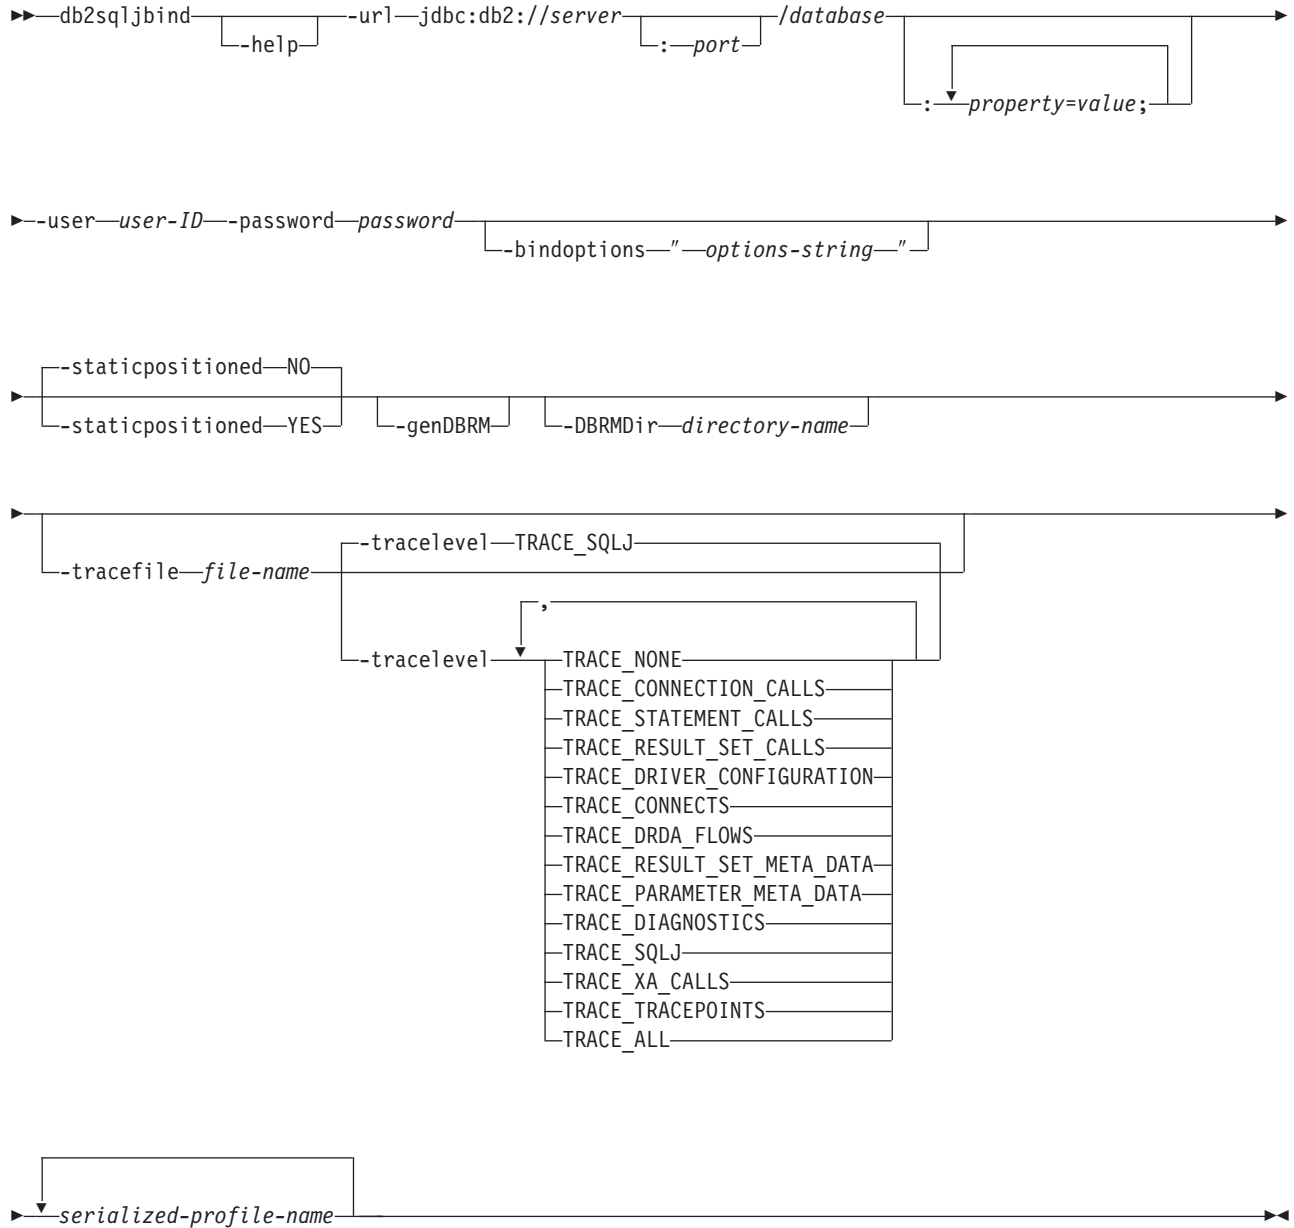 db2sqljbind -url jdbc:db2://server /database
-help : port
: property=value;
-user user-ID -password password
-bindoptions " options-string "
-staticpositioned NO
-staticpositioned YES -genDBRM -DBRMDir directory-name
-tracelevel TRACE_SQLJ
-tracefile file-name
,
-tracelevel TRACE_NONE
TRACE_CONNECTION_CALLS
TRACE_STATEMENT_CALLS
TRACE_RESULT_SET_CALLS
TRACE_DRIVER_CONFIGURATION
TRACE_CONNECTS
TRACE_DRDA_FLOWS
TRACE_RESULT_SET_META_DATA
TRACE_PARAMETER_META_DATA
TRACE_DIAGNOSTICS
TRACE_SQLJ
TRACE_XA_CALLS
TRACE_TRACEPOINTS
TRACE_ALL
serialized-profile-name